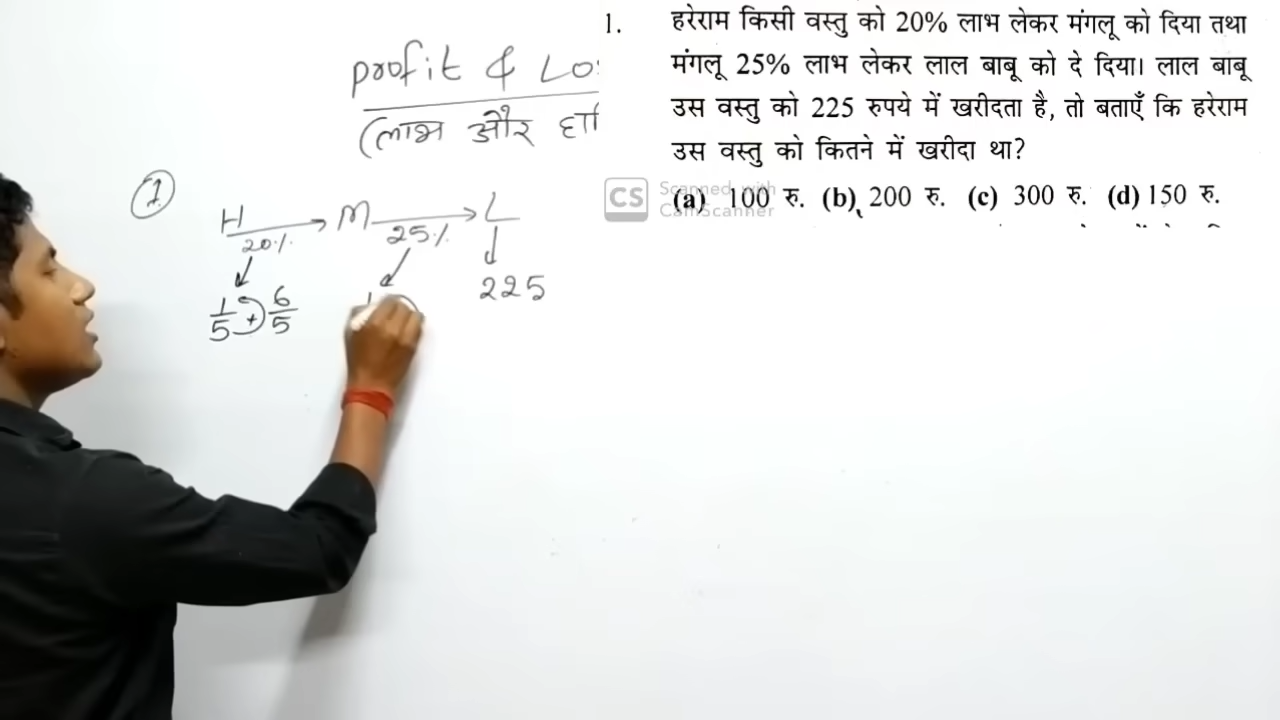 profit & Lo
(लाभ और हा
①
H → M → L
20% 25%
1/5 + 6/5 225
1. हरेराम किसी वस्तु को 20% लाभ लेकर मंगलू को दिया तथा
मंगलू 25% लाभ लेकर लाल बाबू को दे दिया। लाल बाबू
उस वस्तु को 225 रुपये में खरीदता है, तो बताएँ कि हरेराम
उस वस्तु को कितने में खरीदा था?
CS Scanned with
CamScanner
(a) 100 रु. (b) 200 रु. (c) 300 रु. (d) 150 रु.